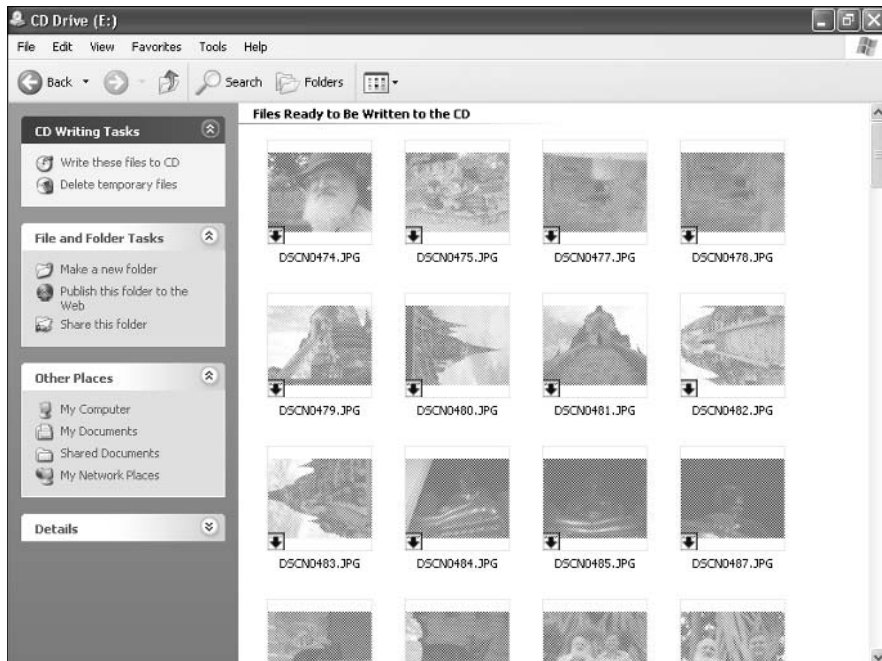 CD Drive (E:)
File Edit View Favorites Tools Help
Back Search Folders
CD Writing Tasks
Write these files to CD
Delete temporary files
File and Folder Tasks
Make a new folder
Publish this folder to the
Web
Share this folder
Other Places
My Computer
My Documents
Shared Documents
My Network Places
Details
Files Ready to Be Written to the CD
DSCN0474.JPG DSCN0475.JPG DSCN0477.JPG DSCN0478.JPG
DSCN0479.JPG DSCN0480.JPG DSCN0481.JPG DSCN0482.JPG
DSCN0483.JPG DSCN0484.JPG DSCN0485.JPG DSCN0487.JPG